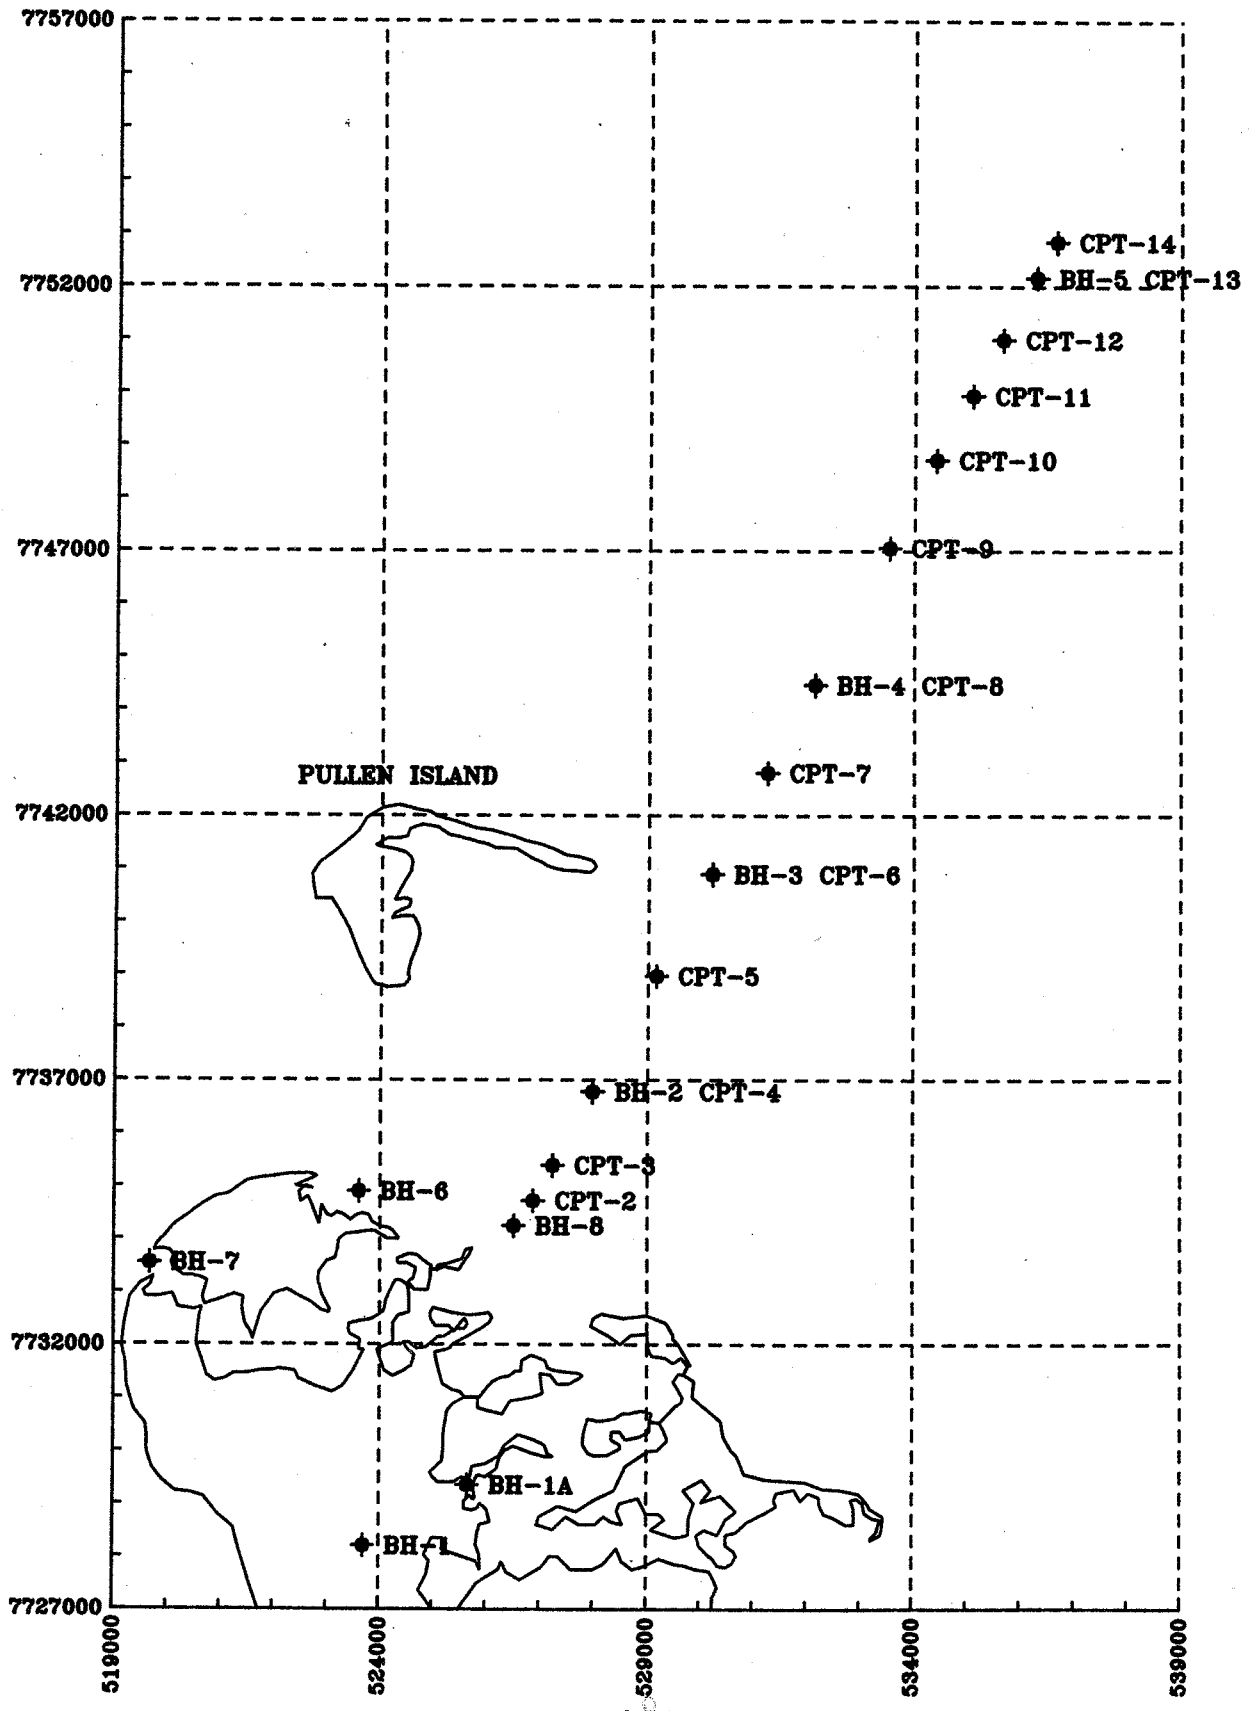 7757000
CPT-14
7752000
BH-5 CPT-13
CPT-12
CPT-11
CPT-10
7747000
CPT-9
BH-4 CPT-8
PULLEN ISLAND
CPT-7
7742000
BH-3 CPT-6
CPT-5
7737000
BH-2 CPT-4
CPT-3
BH-6
CPT-2
BH-8
BH-7
7732000
BH-1A
BH-1
7727000
519000
524000
529000
534000
539000